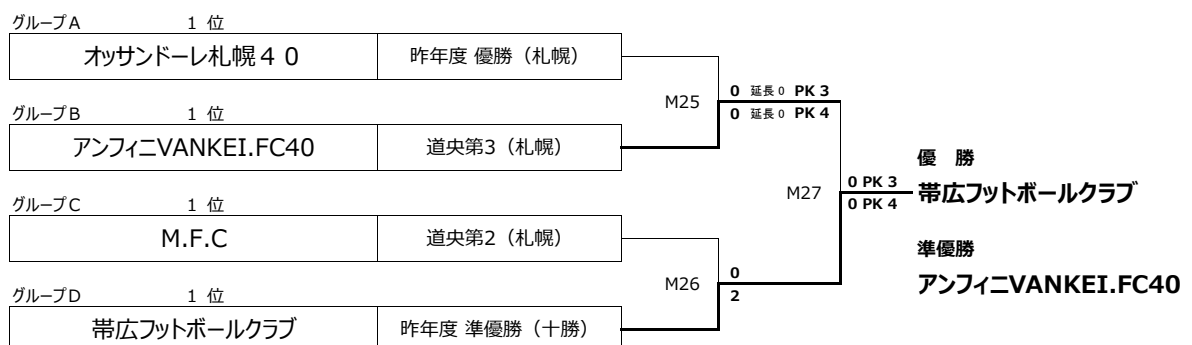 グループA 1 位
オッサンドーレ札幌４０ 昨年度 優勝（札幌）
M25
0 延長 0 PK 3
0 延長 0 PK 4
グループB 1 位
アンフィニVANKEI.FC40 道央第3（札幌）
M27
0 PK 3
0 PK 4
優 勝
帯広フットボールクラブ
グループC 1 位
M.F.C 道央第2（札幌）
準優勝
アンフィニVANKEI.FC40
M26
0
2
グループD 1 位
帯広フットボールクラブ 昨年度 準優勝（十勝）